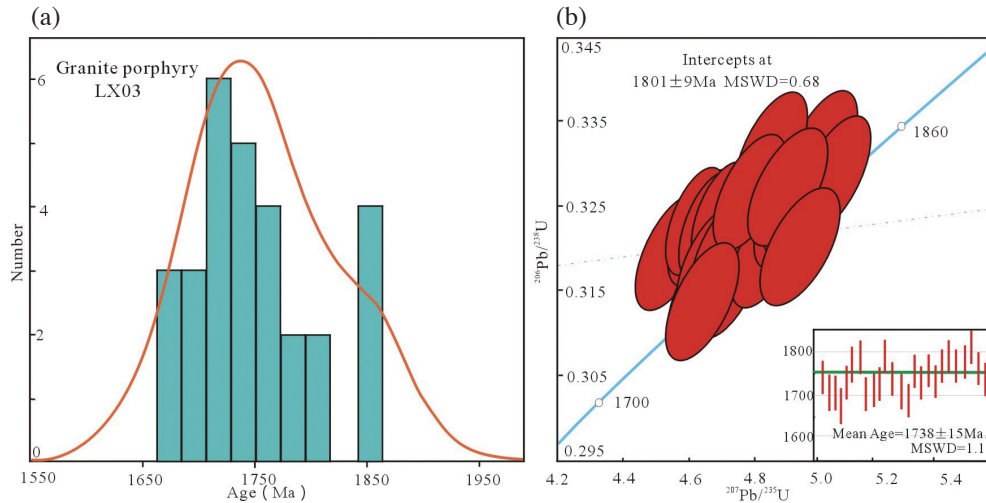 (a)
Granite porphyry
LX03
Number
6
4
2
0
1550
1650
1750
1850
1950
Age ( Ma )
(b)
Intercepts at
1801±9Ma MSWD=0.68
²⁰⁶Pb/²³⁸U
0.345
0.335
0.325
0.315
0.305
0.295
1860
1700
1800
1700
1600
Mean Age=1738±15Ma.
MSWD=1.1
4.2
4.4
4.6
4.8
5.0
5.2
5.4
²⁰⁷Pb/²³⁵U